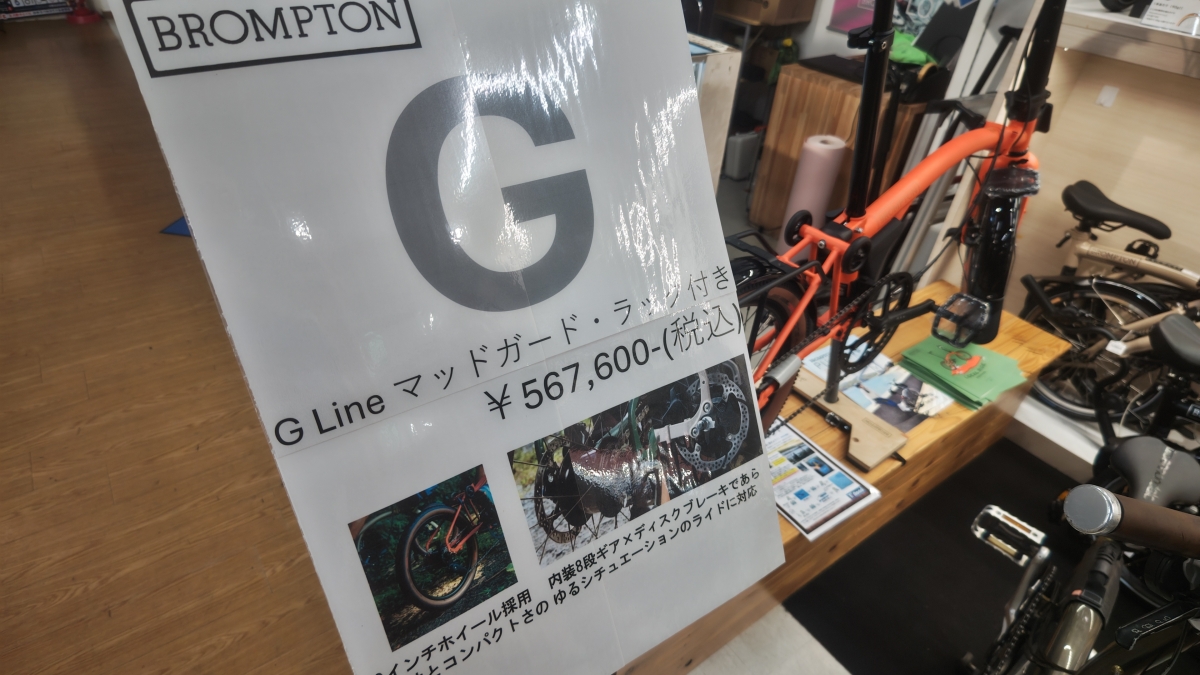 BROMPTON
G
G Line マッドガード・ラック付き
￥567,600-(税込)
内装8段ギア×ディスクブレーキであら
ゆるシチュエーションのライドに対応
インチホイール採用
とコンパクトさの